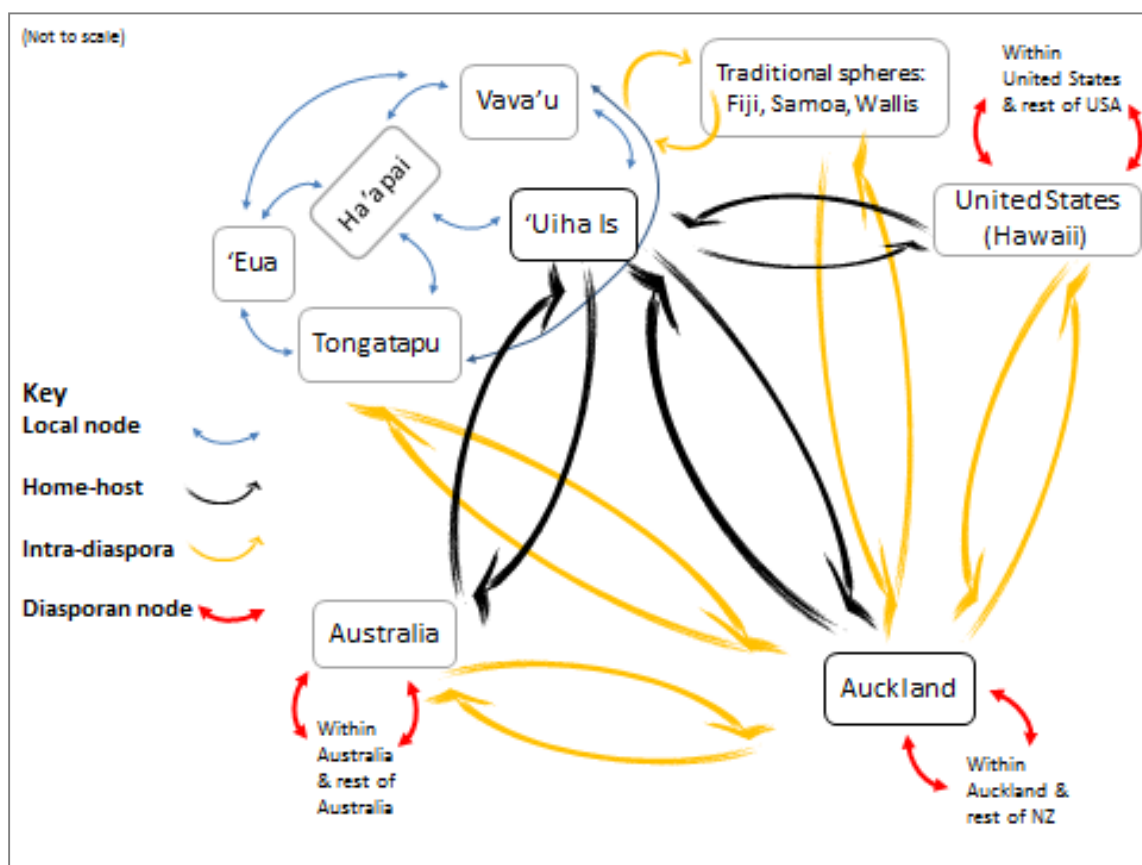 (Not to scale)
Vava’u
Traditional spheres:
Fiji, Samoa, Wallis
Within
United States
& rest of USA
Ha’apai
‘Uiha Is
United States
(Hawaii)
‘Eua
Tongatapu
Key
Local node
Home-host
Intra-diaspora
Diasporan node
Australia
Auckland
Within
Australia
& rest of
Australia
Within
Auckland &
rest of NZ